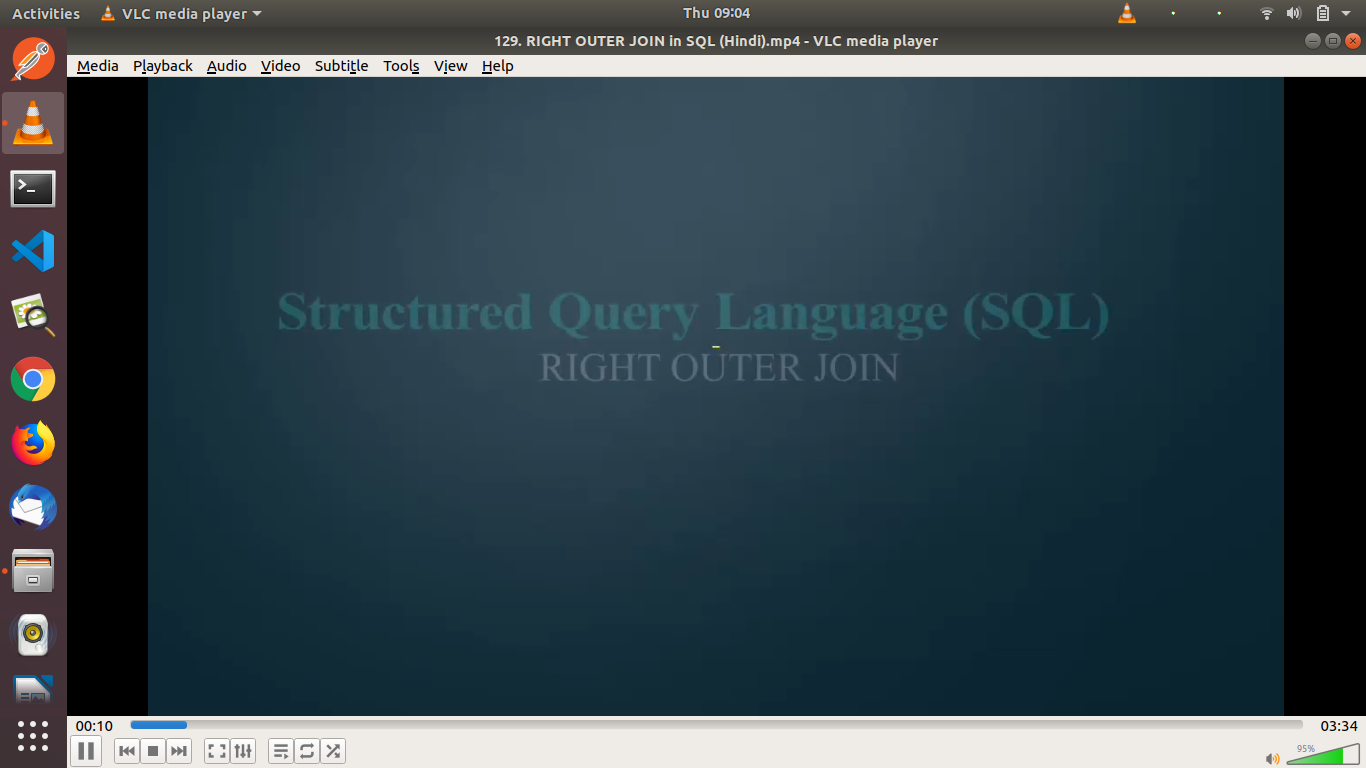 Activities VLC media player Thu 09:04
129. RIGHT OUTER JOIN in SQL (Hindi).mp4 - VLC media player
Media Playback Audio Video Subtitle Tools View Help
Structured Query Language (SQL)
RIGHT OUTER JOIN
00:10 03:34
95%